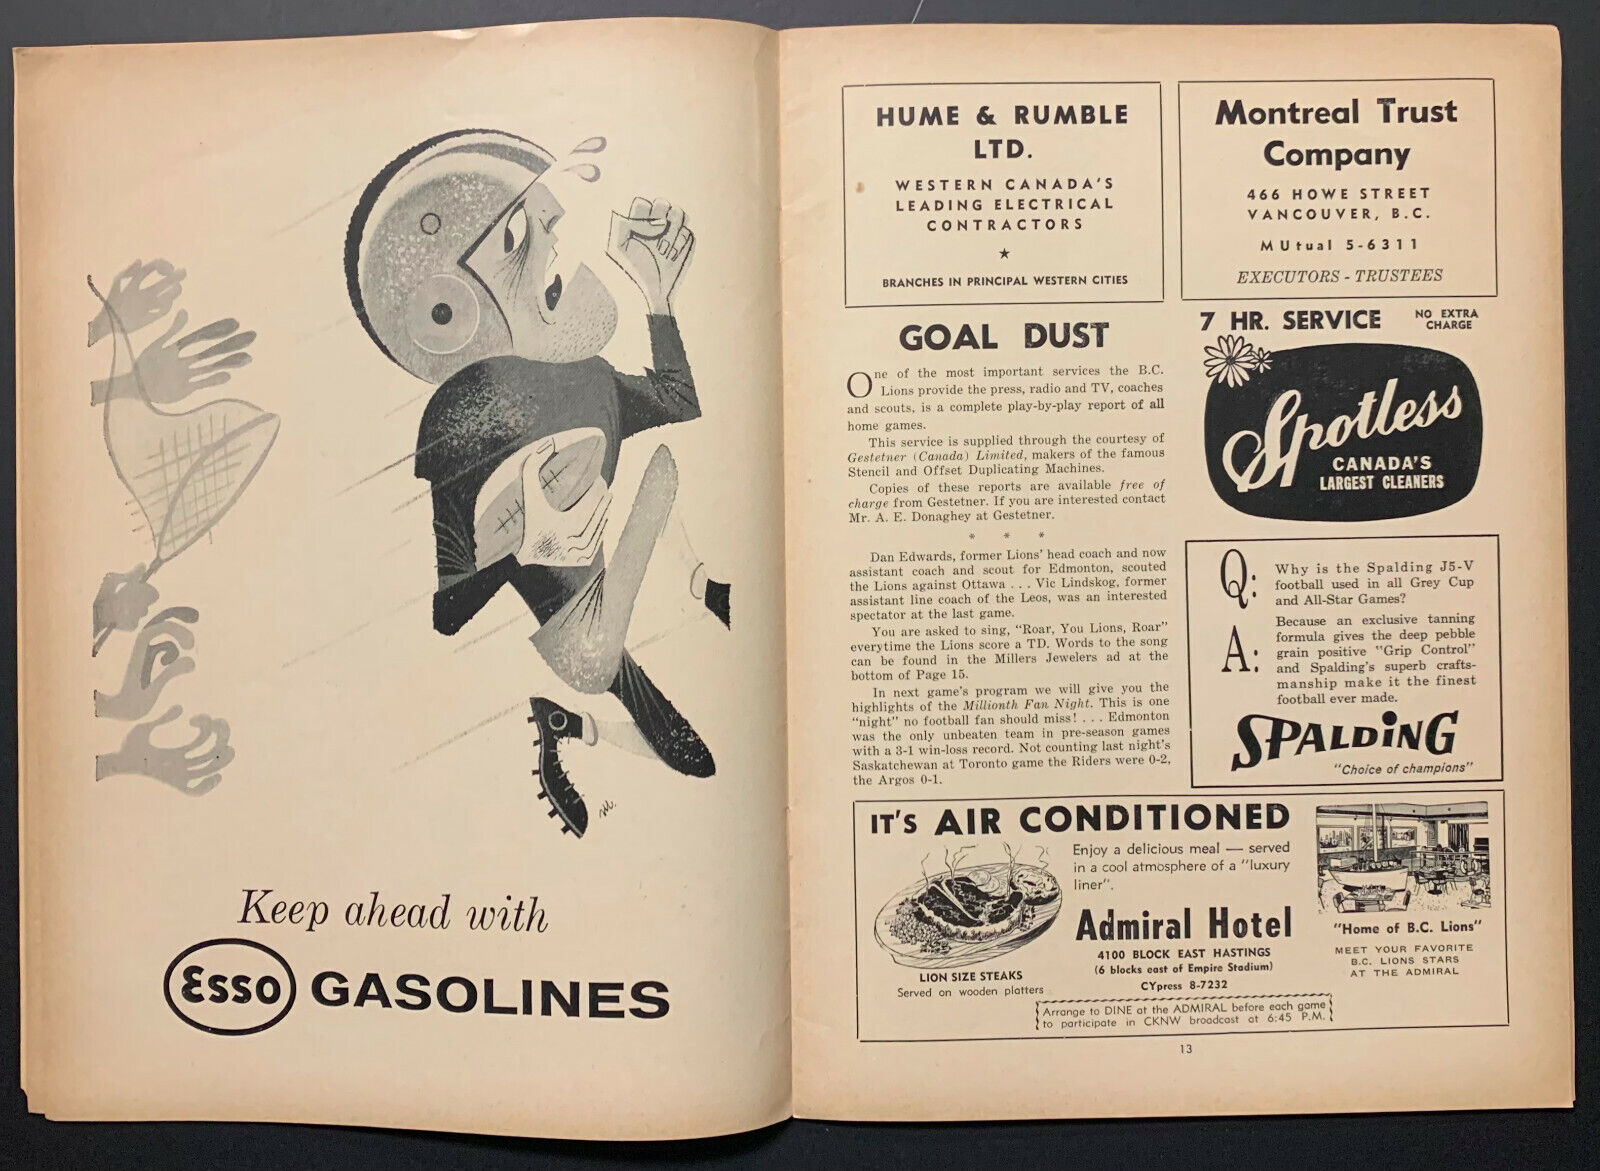 Keep ahead with
Esso GASOLINES
HUME & RUMBLE
LTD.
WESTERN CANADA'S
LEADING ELECTRICAL
CONTRACTORS
★
BRANCHES IN PRINCIPAL WESTERN CITIES
Montreal Trust
Company
466 HOWE STREET
VANCOUVER, B.C.
MUtual 5-6311
EXECUTORS - TRUSTEES
GOAL DUST
One of the most important services the B.C.
Lions provide the press, radio and TV, coaches
and scouts, is a complete play-by-play report of all
home games.
This service is supplied through the courtesy of
Gestetner (Canada) Limited, makers of the famous
Stencil and Offset Duplicating Machines.
Copies of these reports are available free of
charge from Gestetner. If you are interested contact
Mr. A. E. Donaghey at Gestetner.
* * *
Dan Edwards, former Lions' head coach and now
assistant coach and scout for Edmonton, scouted
the Lions against Ottawa . . . Vic Lindskog, former
assistant line coach of the Leos, was an interested
spectator at the last game.
You are asked to sing, "Roar, You Lions, Roar"
everytime the Lions score a TD. Words to the song
can be found in the Millers Jewelers ad at the
bottom of Page 15.
In next game's program we will give you the
highlights of the Millionth Fan Night. This is one
"night" no football fan should miss! . . . Edmonton
was the only unbeaten team in pre-season games
with a 3-1 win-loss record. Not counting last night's
Saskatchewan at Toronto game the Riders were 0-2,
the Argos 0-1.
7 HR. SERVICE
NO EXTRA
CHARGE
Spotless
CANADA'S
LARGEST CLEANERS
Q: Why is the Spalding J5-V
football used in all Grey Cup
and All-Star Games?
A: Because an exclusive tanning
formula gives the deep pebble
grain positive "Grip Control"
and Spalding's superb crafts-
manship make it the finest
football ever made.
SPALDING
"Choice of champions"
IT'S AIR CONDITIONED
Enjoy a delicious meal — served
in a cool atmosphere of a "luxury
liner".
Admiral Hotel
4100 BLOCK EAST HASTINGS
(6 blocks east of Empire Stadium)
CYpress 8-7232
LION SIZE STEAKS
Served on wooden platters
"Home of B.C. Lions"
MEET YOUR FAVORITE
B.C. LIONS STARS
AT THE ADMIRAL
Arrange to DINE at the ADMIRAL before each game
to participate in CKNW broadcast at 6:45 P.M.
13